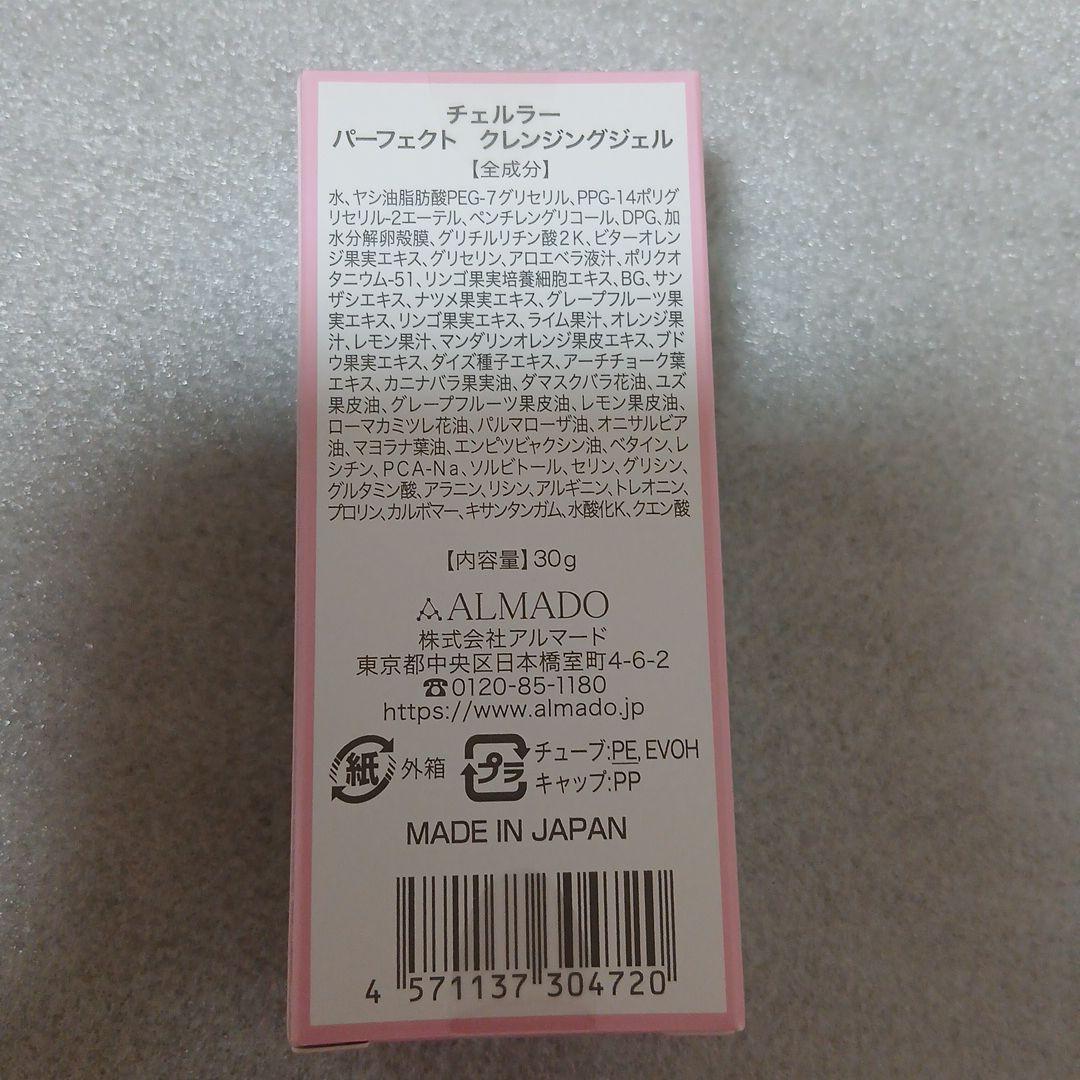 チェルラー
パーフェクト クレンジングジェル
【全成分】
水、ヤシ油脂肪酸PEG-7グリセリル、PPG-14ポリグ
リセリル-2エーテル、ペンチレングリコール、DPG、加
水分解卵殻膜、グリチルリチン酸2K、ビターオレン
ジ果実エキス、グリセリン、アロエベラ液汁、ポリクオ
タニウム-51、リンゴ果実培養細胞エキス、BG、サン
ザシエキス、ナツメ果実エキス、グレープフルーツ果
実エキス、リンゴ果実エキス、ライム果汁、オレンジ果
汁、レモン果汁、マンダリンオレンジ果皮エキス、ブド
ウ果実エキス、ダイズ種子エキス、アーチチョーク葉
エキス、カニナバラ果実油、ダマスクバラ花油、ユズ
果皮油、グレープフルーツ果皮油、レモン果皮油、
ローマカミツレ花油、パルマローザ油、オニサルビア
油、マヨラナ葉油、エンピツビャクシン油、ベタイン、レ
シチン、PCA-Na、ソルビトール、セリン、グリシン、
グルタミン酸、アラニン、リシン、アルギニン、トレオニン、
プロリン、カルボマー、キサンタンガム、水酸化K、クエン酸
【内容量】30g
ALMADO
株式会社アルマード
東京都中央区日本橋室町4-6-2
☎0120-85-1180
https://www.almado.jp
紙 外箱 プラ チューブ:PE, EVOH
キャップ:PP
MADE IN JAPAN
4 571137 304720